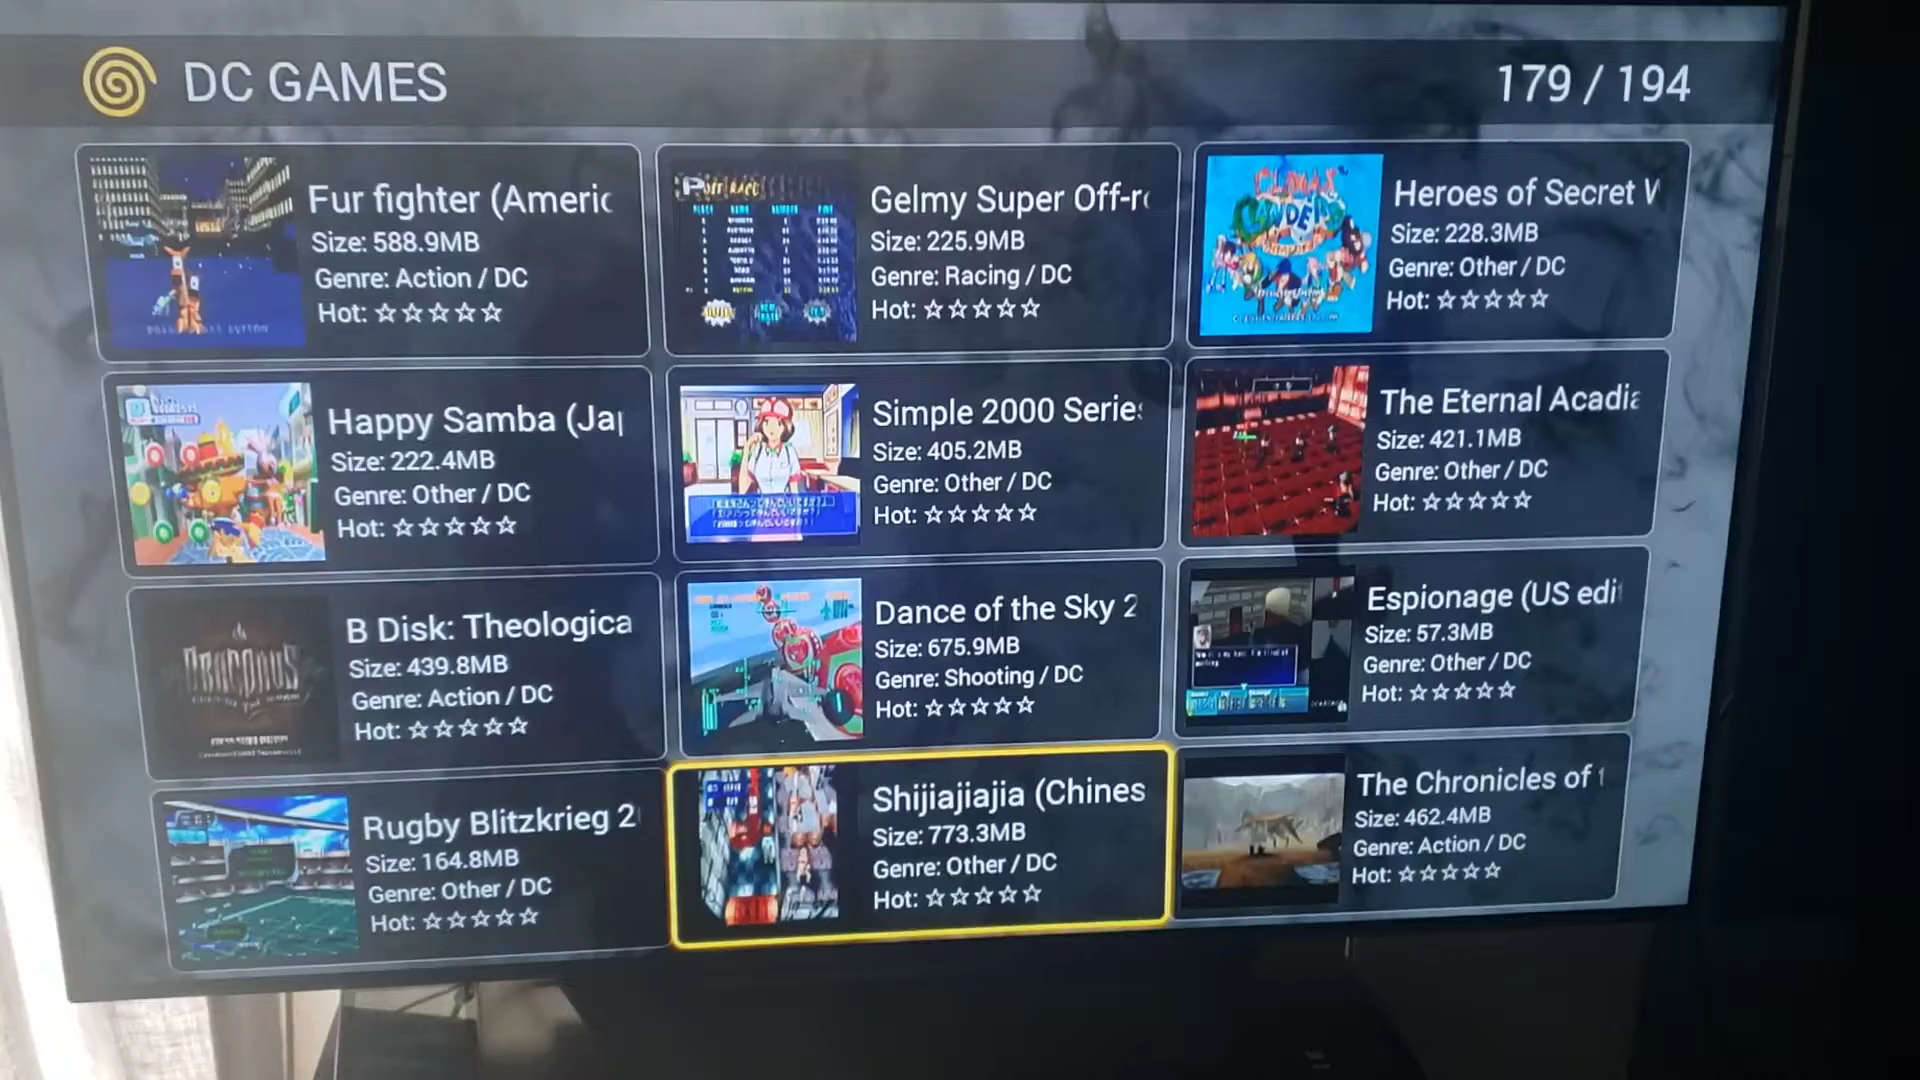 DC GAMES
179 / 194
Fur fighter (Americ
Size: 588.9MB
Genre: Action / DC
Hot: ☆☆☆☆☆
Gelmy Super Off-r
Size: 225.9MB
Genre: Racing / DC
Hot: ☆☆☆☆☆
Heroes of Secret W
Size: 228.3MB
Genre: Other / DC
Hot: ☆☆☆☆☆
Happy Samba (Ja
Size: 222.4MB
Genre: Other / DC
Hot: ☆☆☆☆☆
Simple 2000 Series
Size: 405.2MB
Genre: Other / DC
Hot: ☆☆☆☆☆
The Eternal Acadia
Size: 421.1MB
Genre: Other / DC
Hot: ☆☆☆☆☆
B Disk: Theologica
Size: 439.8MB
Genre: Action / DC
Hot: ☆☆☆☆☆
Dance of the Sky 2
Size: 675.9MB
Genre: Shooting / DC
Hot: ☆☆☆☆☆
Espionage (US edi
Size: 57.3MB
Genre: Other / DC
Hot: ☆☆☆☆☆
Rugby Blitzkrieg 2
Size: 164.8MB
Genre: Other / DC
Hot: ☆☆☆☆☆
Shijiajiajia (Chines
Size: 773.3MB
Genre: Other / DC
Hot: ☆☆☆☆☆
The Chronicles of
Size: 462.4MB
Genre: Action / DC
Hot: ☆☆☆☆☆